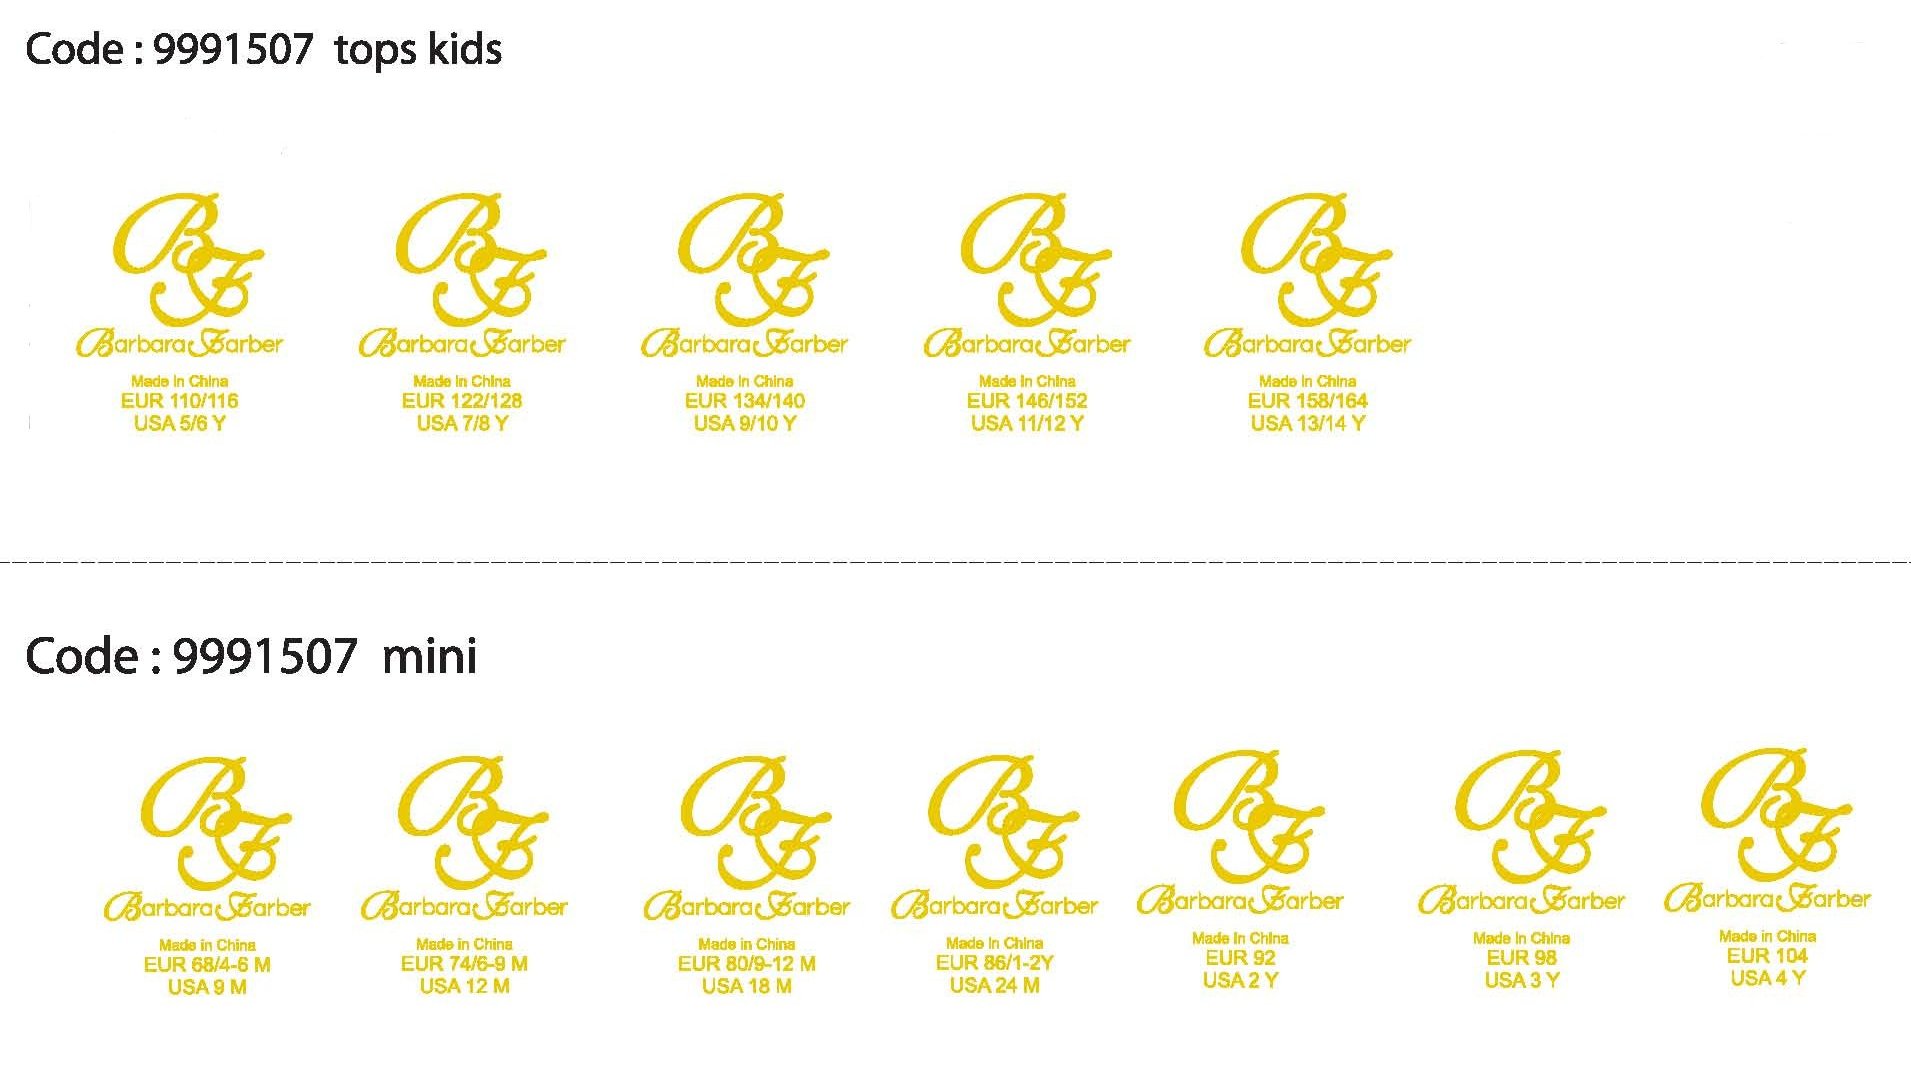 Code : 9991507 tops kids
BF
Barbara Farber
Made in China
EUR 110/116
USA 5/6 Y
BF
Barbara Farber
Made in China
EUR 122/128
USA 7/8 Y
BF
Barbara Farber
Made in China
EUR 134/140
USA 9/10 Y
BF
Barbara Farber
Made in China
EUR 146/152
USA 11/12 Y
BF
Barbara Farber
Made in China
EUR 158/164
USA 13/14 Y
Code : 9991507 mini
BF
Barbara Farber
Made in China
EUR 68/4-6 M
USA 9 M
BF
Barbara Farber
Made in China
EUR 74/6-9 M
USA 12 M
BF
Barbara Farber
Made in China
EUR 80/9-12 M
USA 18 M
BF
Barbara Farber
Made in China
EUR 86/1-2Y
USA 24 M
BF
Barbara Farber
Made in China
EUR 92
USA 2 Y
BF
Barbara Farber
Made in China
EUR 98
USA 3 Y
BF
Barbara Farber
Made in China
EUR 104
USA 4 Y